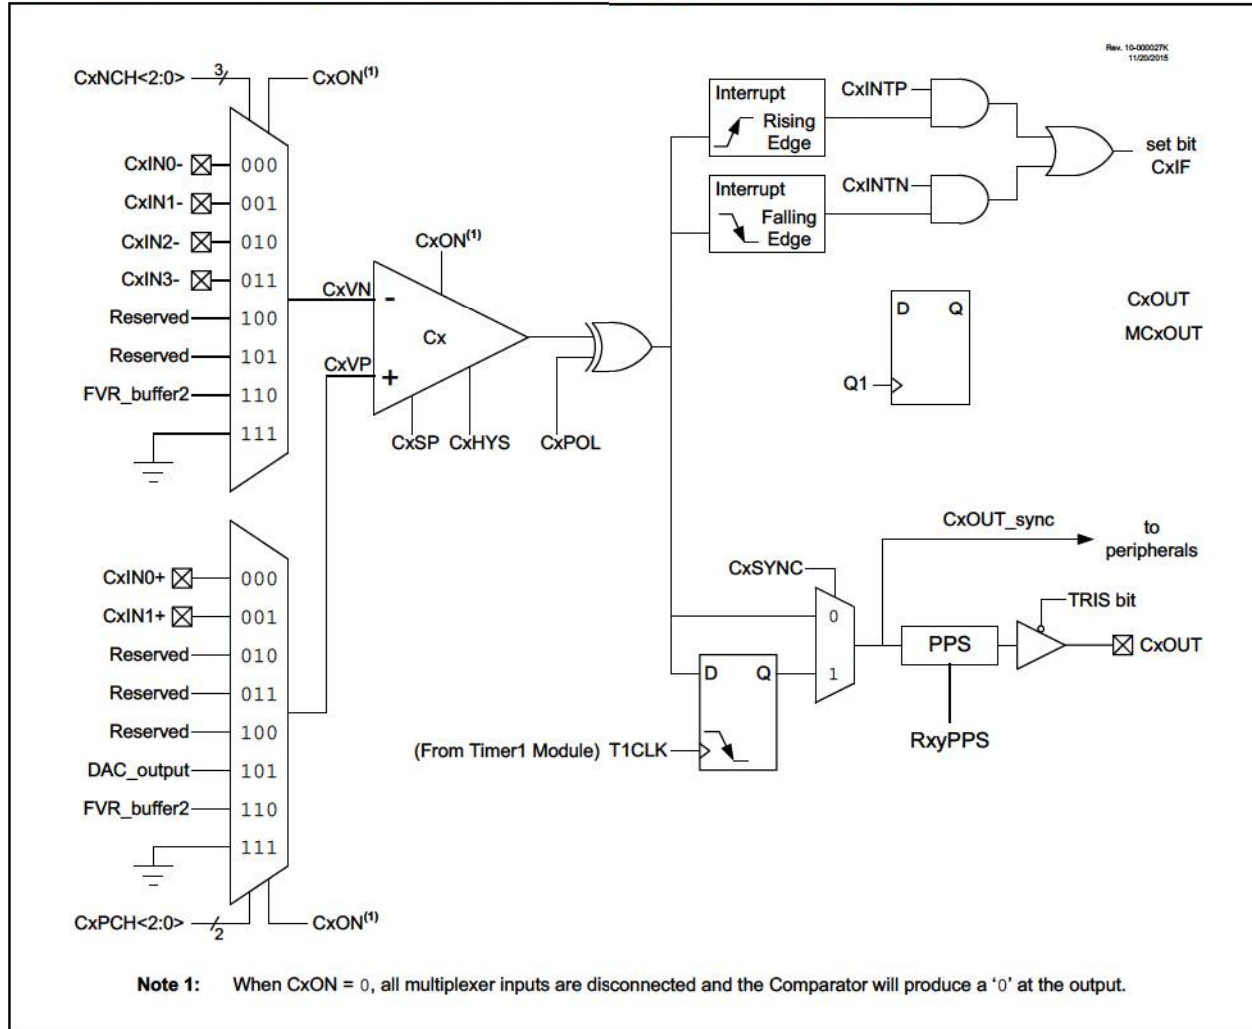 Rev. 10-000027K
11/20/2015
CxNCH<2:0>
3
CxON(1)
CxIN0-
000
CxIN1-
001
CxIN2-
010
CxIN3-
011
Reserved
100
Reserved
101
FVR_buffer2
110
111
CxVN
CxVP
CxON(1)
-
Cx
+
CxSP
CxHYS
CxPOL
Interrupt
Rising
Edge
CxINTP
Interrupt
Falling
Edge
CxINTN
set bit
CxIF
D
Q
Q1
CxOUT
MCxOUT
CxIN0+
000
CxIN1+
001
Reserved
010
Reserved
011
Reserved
100
DAC_output
101
FVR_buffer2
110
111
CxPCH<2:0>
2
CxON(1)
CxOUT_sync
to
peripherals
CxSYNC
0
1
D
Q
(From Timer1 Module) T1CLK
PPS
RxyPPS
TRIS bit
CxOUT
Note 1: When CxON = 0, all multiplexer inputs are disconnected and the Comparator will produce a ‘0’ at the output.